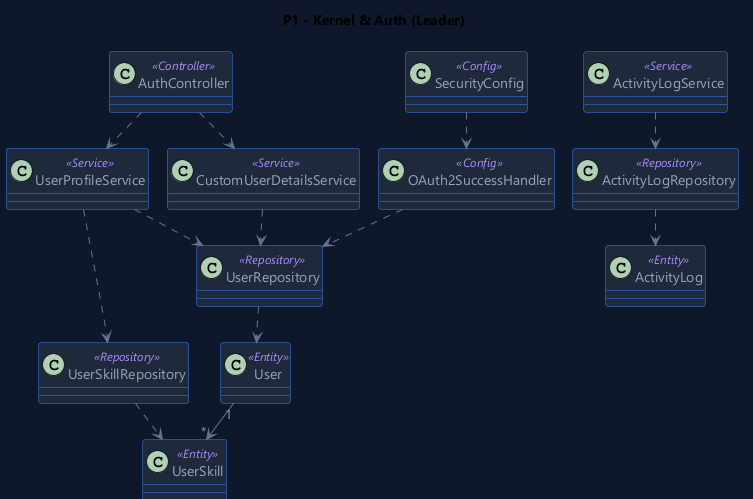 P1 - Kernel & Auth (Leader)
«Controller»
C AuthController
«Config»
C SecurityConfig
«Service»
C ActivityLogService
«Service»
C UserProfileService
«Service»
C CustomUserDetailsService
«Config»
C OAuth2SuccessHandler
«Repository»
C ActivityLogRepository
«Repository»
C UserRepository
«Entity»
C ActivityLog
«Repository»
C UserSkillRepository
«Entity»
C User
1
*
«Entity»
C UserSkill